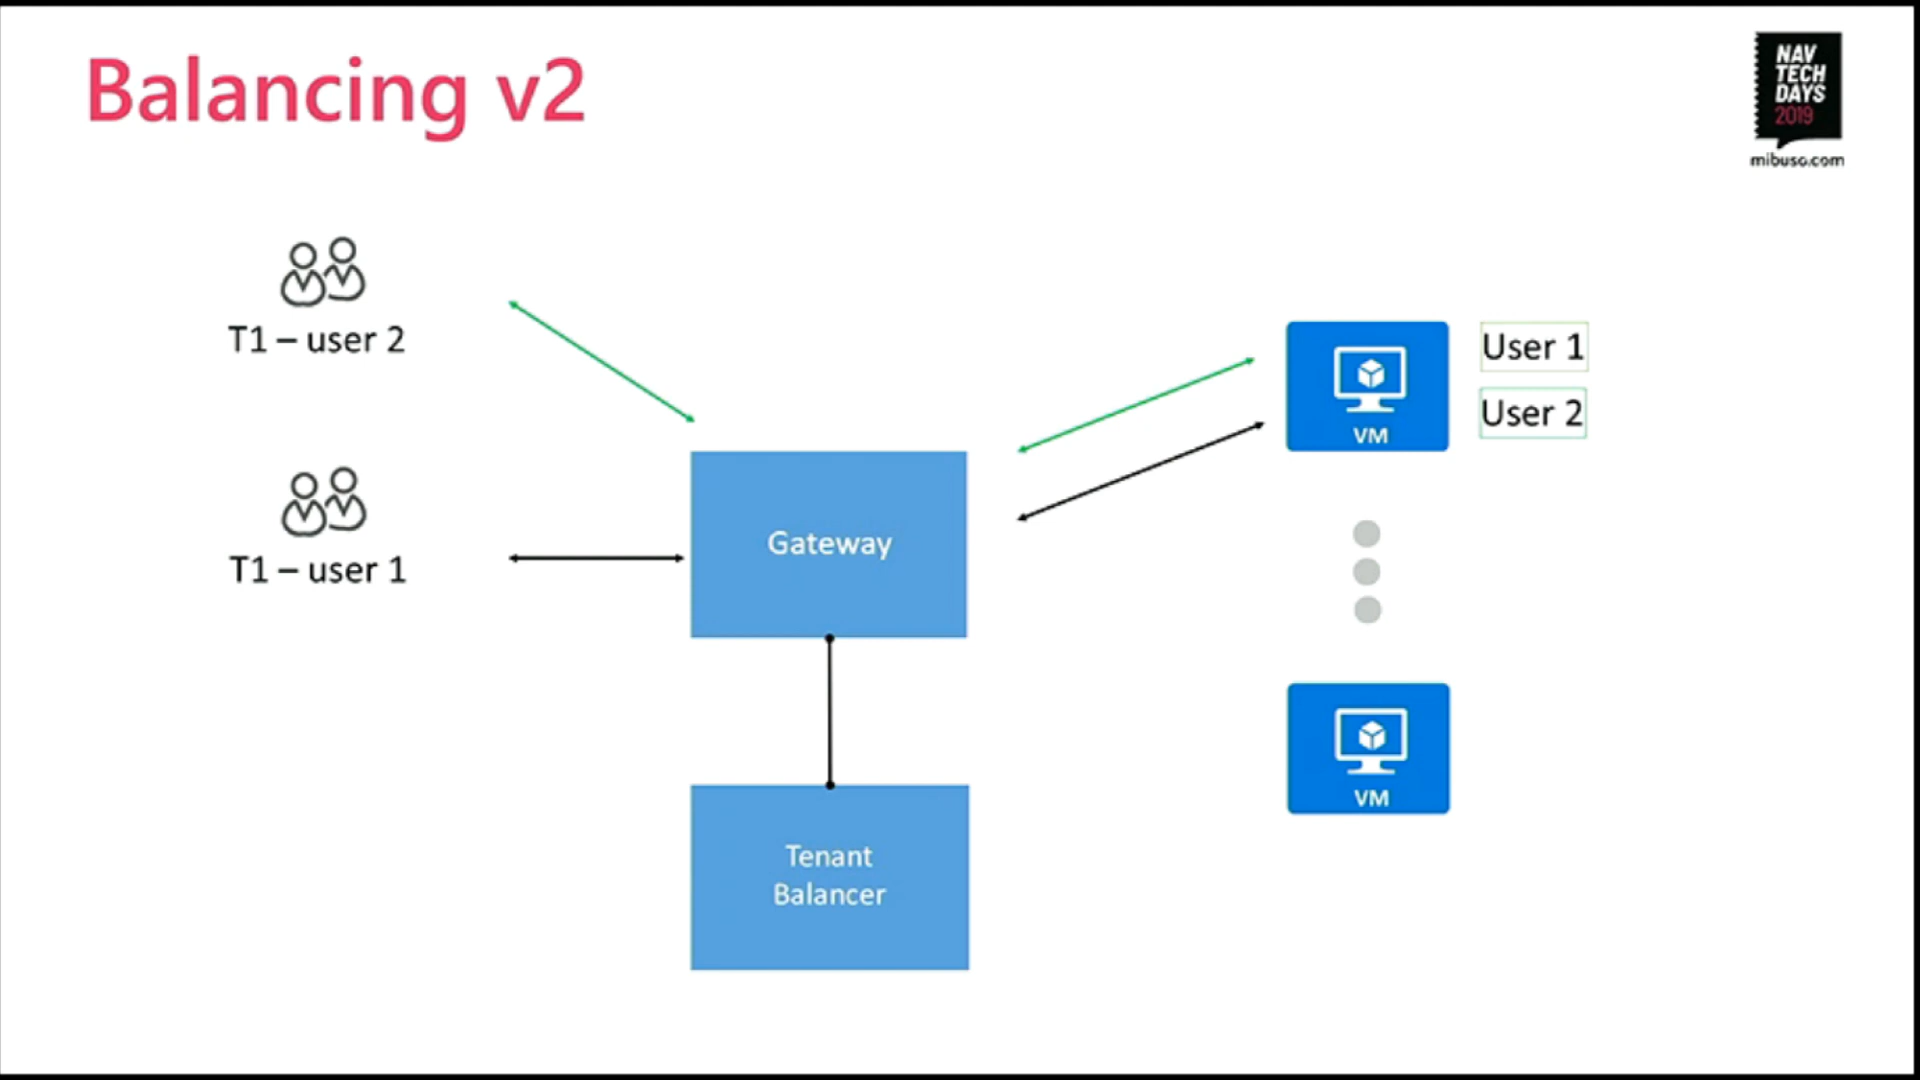 Balancing v2
NAV
TECH
DAYS
2019
mibuso.com
T1 – user 2
T1 – user 1
Gateway
Tenant
Balancer
VM
User 1
User 2
VM